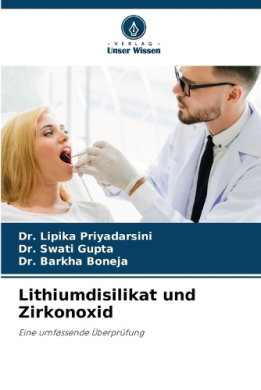 VERLAG
Unser Wissen
Dr. Lipika Priyadarsini
Dr. Swati Gupta
Dr. Barkha Boneja
Lithiumdisilikat und
Zirkonoxid
Eine umfassende Überprüfung